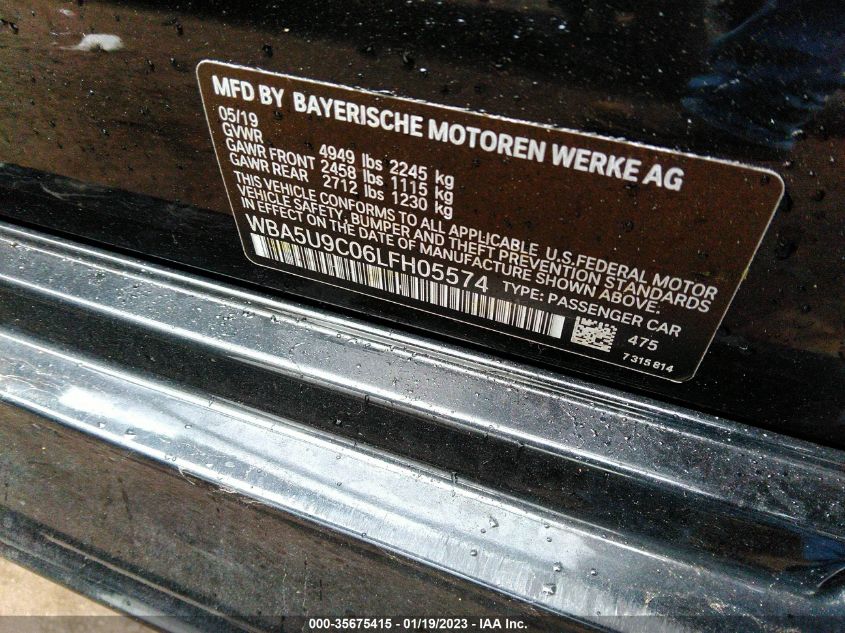 MFD BY BAYERISCHE MOTOREN WERKE AG
05/19
GVWR 4949 lbs 2245 kg
GAWR FRONT 2458 lbs 1115 kg
GAWR REAR 2712 lbs 1230 kg
THIS VEHICLE CONFORMS TO ALL APPLICABLE U.S.FEDERAL MOTOR
VEHICLE SAFETY, BUMPER AND THEFT PREVENTION STANDARDS
IN EFFECT ON THE DATE OF MANUFACTURE SHOWN ABOVE.
WBA5U9C06LFH05574 TYPE: PASSENGER CAR
475
7 315 814
000-35675415 - 01/19/2023 - IAA Inc.